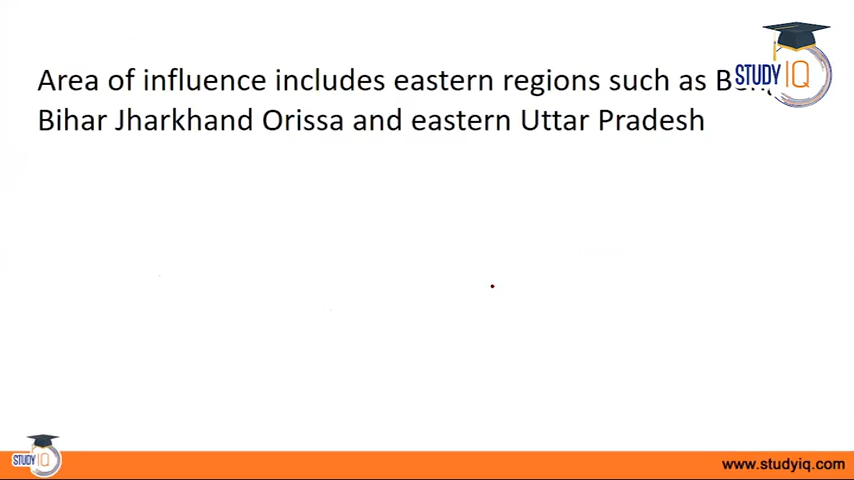 Area of influence includes eastern regions such as
Bihar Jharkhand Orissa and eastern Uttar Pradesh
STUDY IQ
STUDY IQ
www.studyiq.com